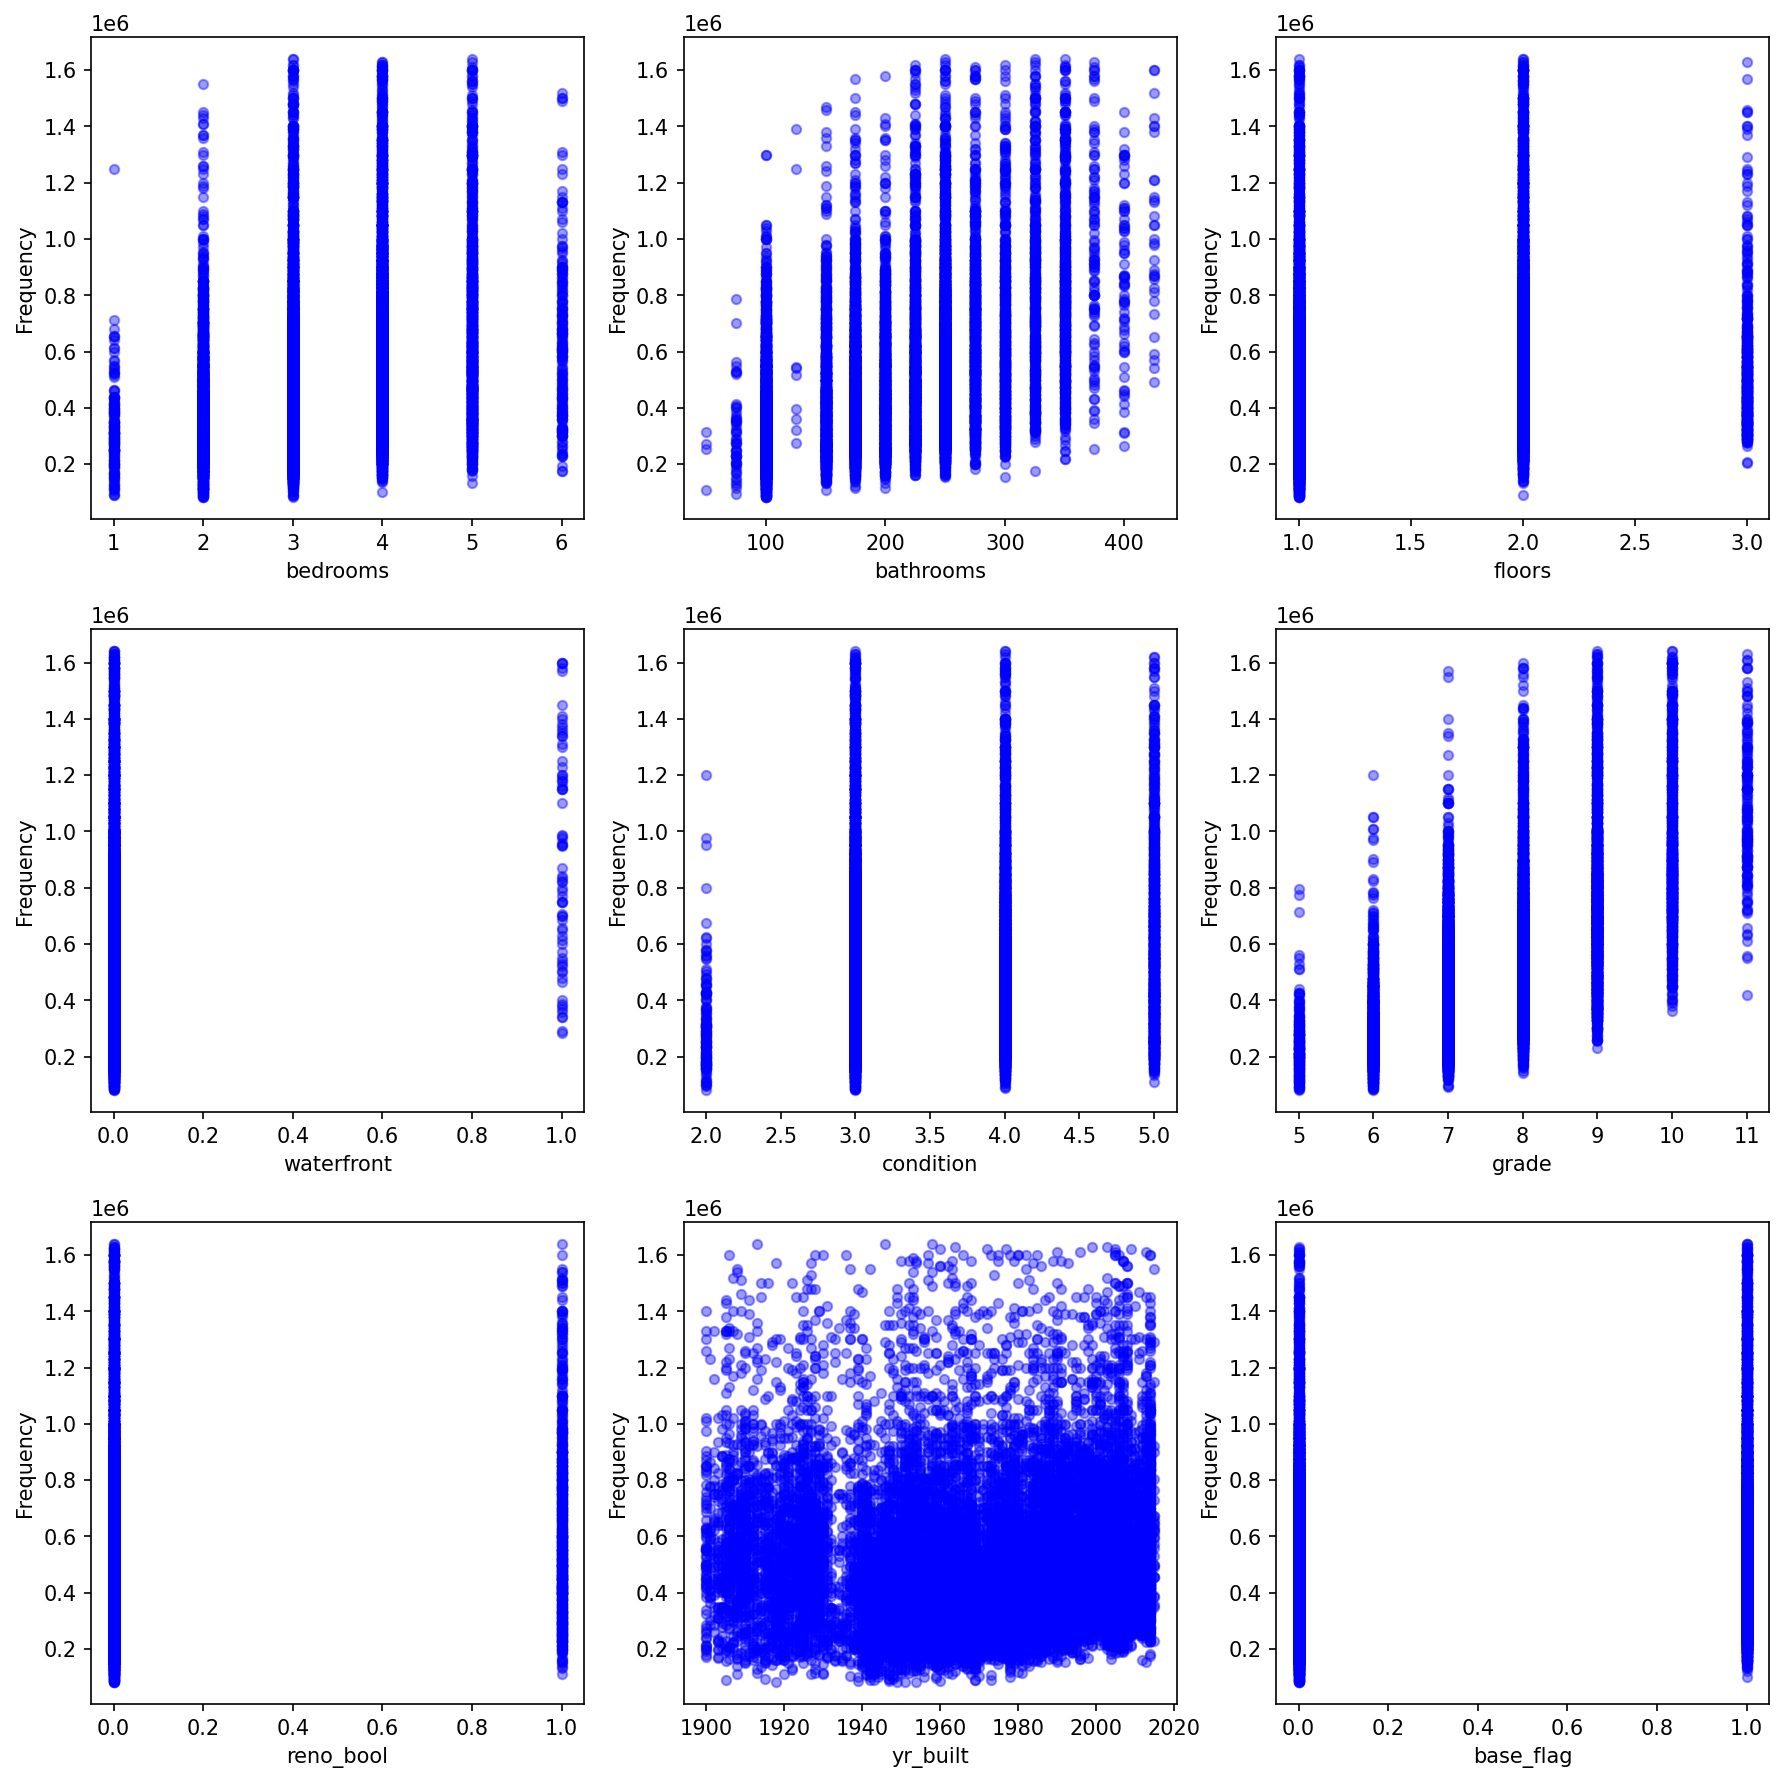 1e6 1e6 1e6
1.6 1.6 1.6
1.4 1.4 1.4
1.2 1.2 1.2
1.0 1.0 1.0
0.8 0.8 0.8
0.6 0.6 0.6
0.4 0.4 0.4
0.2 0.2 0.2
Frequency Frequency Frequency
1 2 3 4 5 6 100 200 300 400 1.0 1.5 2.0 2.5 3.0
bedrooms bathrooms floors
1e6 1e6 1e6
1.6 1.6 1.6
1.4 1.4 1.4
1.2 1.2 1.2
1.0 1.0 1.0
0.8 0.8 0.8
0.6 0.6 0.6
0.4 0.4 0.4
0.2 0.2 0.2
Frequency Frequency Frequency
0.0 0.2 0.4 0.6 0.8 1.0 2.0 2.5 3.0 3.5 4.0 4.5 5.0 5 6 7 8 9 10 11
waterfront condition grade
1e6 1e6 1e6
1.6 1.6 1.6
1.4 1.4 1.4
1.2 1.2 1.2
1.0 1.0 1.0
0.8 0.8 0.8
0.6 0.6 0.6
0.4 0.4 0.4
0.2 0.2 0.2
Frequency Frequency Frequency
0.0 0.2 0.4 0.6 0.8 1.0 1900 1920 1940 1960 1980 2000 2020 0.0 0.2 0.4 0.6 0.8 1.0
reno_bool yr_built base_flag